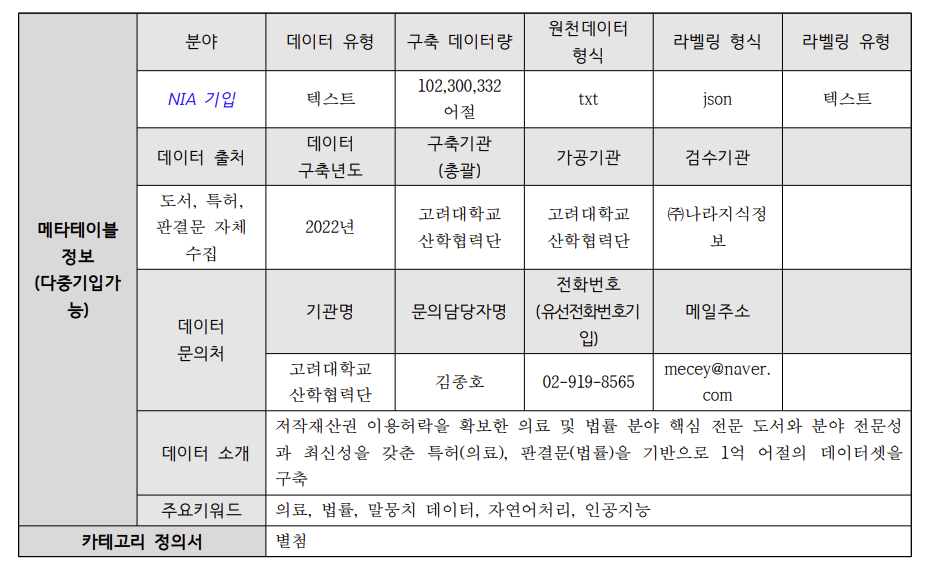 메타테이블
정보
(다중기입가
능)
분야
데이터 유형
구축 데이터량
원천데이터
형식
라벨링 형식
라벨링 유형
NIA 기입
텍스트
102,300,332
어절
txt
json
텍스트
데이터 출처
데이터
구축년도
구축기관
(총괄)
가공기관
검수기관
도서, 특허,
판결문 자체
수집
2022년
고려대학교
산학협력단
고려대학교
산학협력단
㈜나라지식정
보
데이터
문의처
기관명
문의담당자명
전화번호
(유선전화번호기
입)
메일주소
고려대학교
산학협력단
김종호
02-919-8565
mecey@naver.
com
데이터 소개
저작재산권 이용허락을 확보한 의료 및 법률 분야 핵심 전문 도서와 분야 전문성
과 최신성을 갖춘 특허(의료), 판결문(법률)을 기반으로 1억 어절의 데이터셋을
구축
주요키워드
의료, 법률, 말뭉치 데이터, 자연어처리, 인공지능
카테고리 정의서
별첨